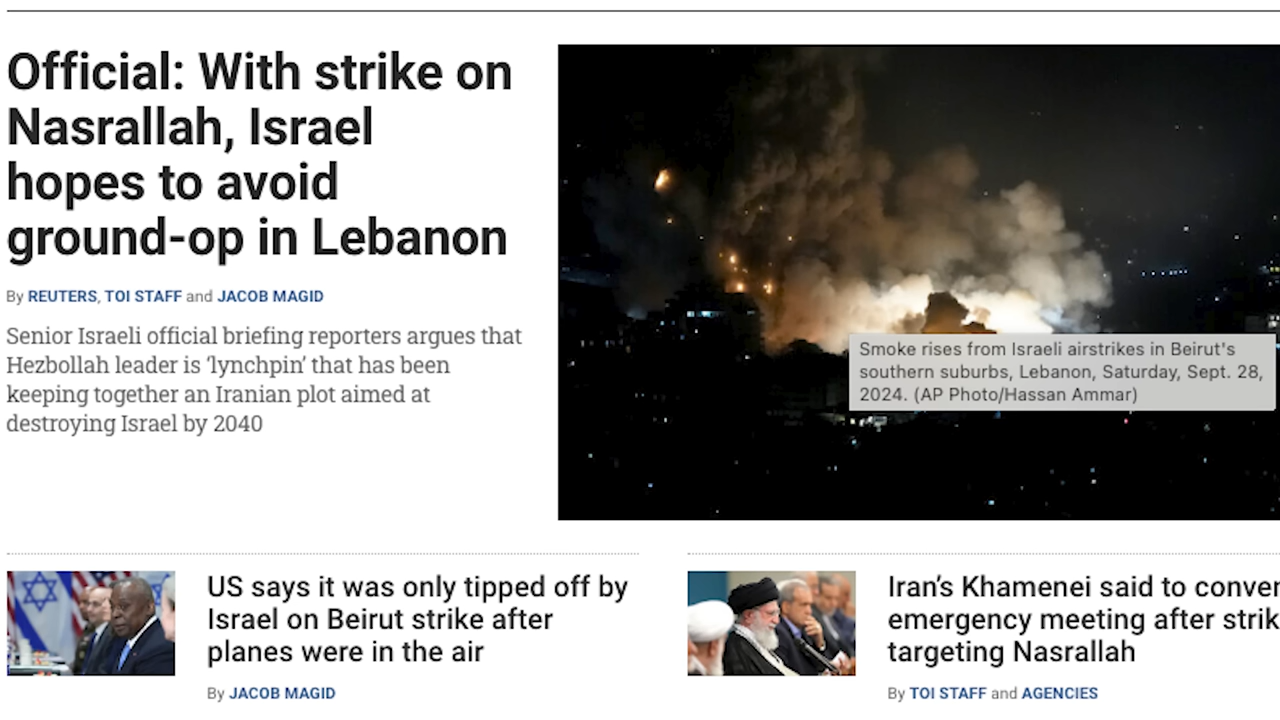 Official: With strike on
Nasrallah, Israel
hopes to avoid
ground-op in Lebanon
By REUTERS, TOI STAFF and JACOB MAGID
Senior Israeli official briefing reporters argues that
Hezbollah leader is ‘lynchpin’ that has been
keeping together an Iranian plot aimed at
destroying Israel by 2040
Smoke rises from Israeli airstrikes in Beirut's
southern suburbs, Lebanon, Saturday, Sept. 28,
2024. (AP Photo/Hassan Ammar)
US says it was only tipped off by
Israel on Beirut strike after
planes were in the air
By JACOB MAGID
Iran’s Khamenei said to conven
emergency meeting after strik
targeting Nasrallah
By TOI STAFF and AGENCIES